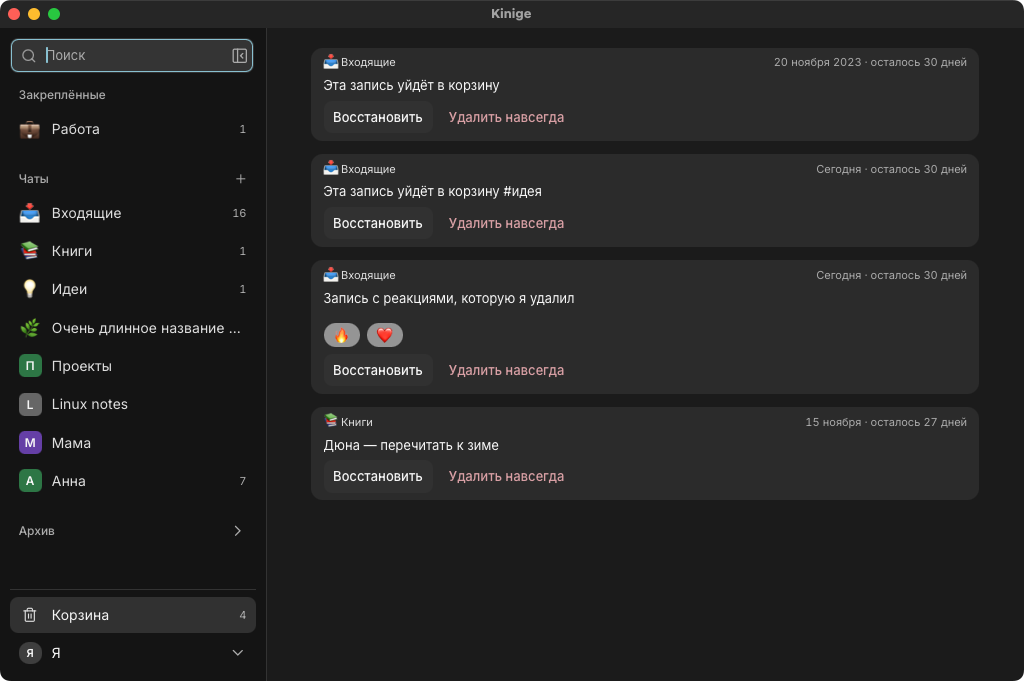 Kinige
Поиск
Закреплённые
Работа 1
Чаты
Входящие 16
Книги 1
Идеи 1
Очень длинное название ...
П Проекты
L Linux notes
М Мама
А Анна 7
Архив
Корзина 4
Я Я
Входящие 20 ноября 2023 · осталось 30 дней
Эта запись уйдёт в корзину
Восстановить Удалить навсегда
Входящие Сегодня · осталось 30 дней
Эта запись уйдёт в корзину #идея
Восстановить Удалить навсегда
Входящие Сегодня · осталось 30 дней
Запись с реакциями, которую я удалил
Восстановить Удалить навсегда
Книги 15 ноября · осталось 27 дней
Дюна — перечитать к зиме
Восстановить Удалить навсегда